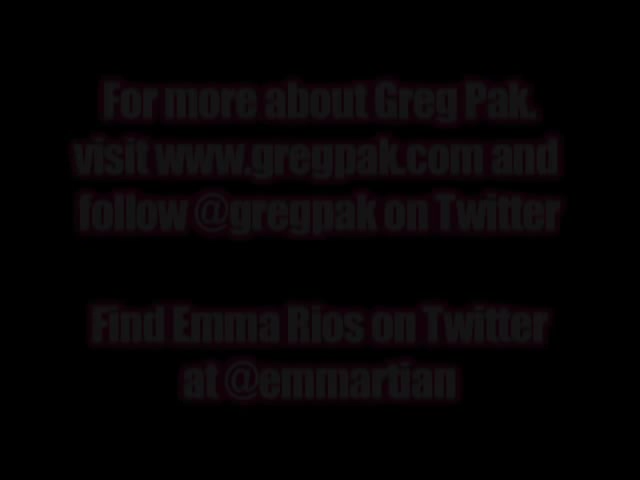 For more about Greg Pak,
visit www.gregpak.com and
follow @gregpak on Twitter
Find Emma Rios on Twitter
at @emmartian